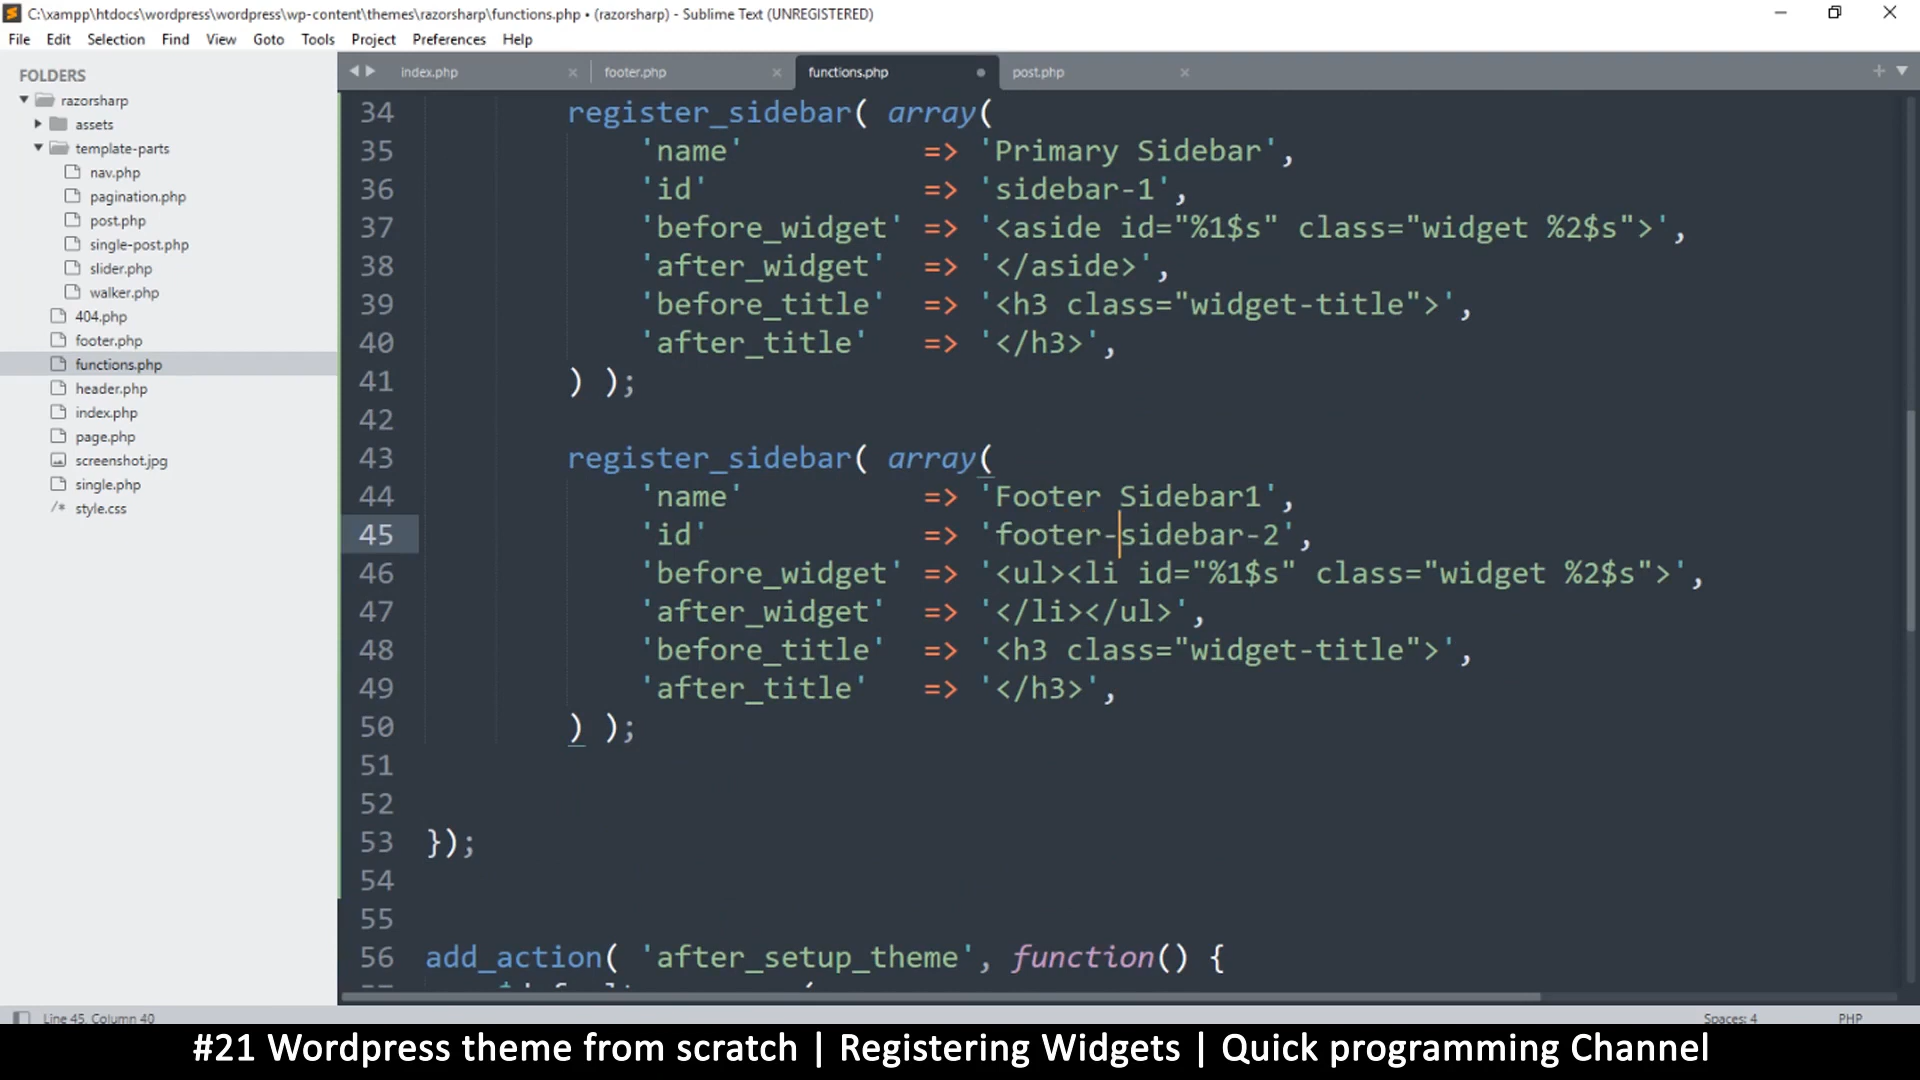 C:\xampp\htdocs\wordpress\wordpress\wp-content\themes\razorsharp\functions.php • (razorsharp) - Sublime Text (UNREGISTERED)
File Edit Selection Find View Goto Tools Project Preferences Help
FOLDERS
razorsharp
assets
template-parts
nav.php
pagination.php
post.php
single-post.php
slider.php
walker.php
404.php
footer.php
functions.php
header.php
index.php
page.php
screenshot.jpg
single.php
/* style.css
index.php footer.php functions.php post.php
34 register_sidebar( array(
35 'name' => 'Primary Sidebar',
36 'id' => 'sidebar-1',
37 'before_widget' => '<aside id="%1$s" class="widget %2$s">',
38 'after_widget' => '</aside>',
39 'before_title' => '<h3 class="widget-title">',
40 'after_title' => '</h3>',
41 ) );
42
43 register_sidebar( array(
44 'name' => 'Footer Sidebar1',
45 'id' => 'footer-sidebar-2',
46 'before_widget' => '<ul><li id="%1$s" class="widget %2$s">',
47 'after_widget' => '</li></ul>',
48 'before_title' => '<h3 class="widget-title">',
49 'after_title' => '</h3>',
50 ) );
51
52
53 });
54
55
56 add_action( 'after_setup_theme', function() {
Line 45, Column 40 Spaces: 4 PHP
#21 Wordpress theme from scratch | Registering Widgets | Quick programming Channel